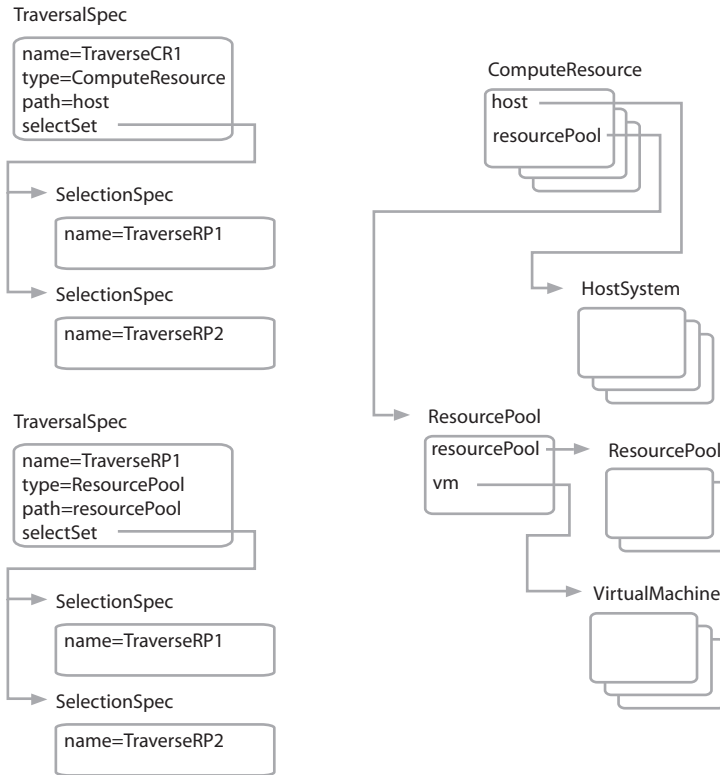 TraversalSpec
name=TraverseCR1
type=ComputeResource
path=host
selectSet
SelectionSpec
name=TraverseRP1
SelectionSpec
name=TraverseRP2
TraversalSpec
name=TraverseRP1
type=ResourcePool
path=resourcePool
selectSet
SelectionSpec
name=TraverseRP1
SelectionSpec
name=TraverseRP2
ComputeResource
host
resourcePool
HostSystem
ResourcePool
resourcePool
vm
ResourcePool
VirtualMachine